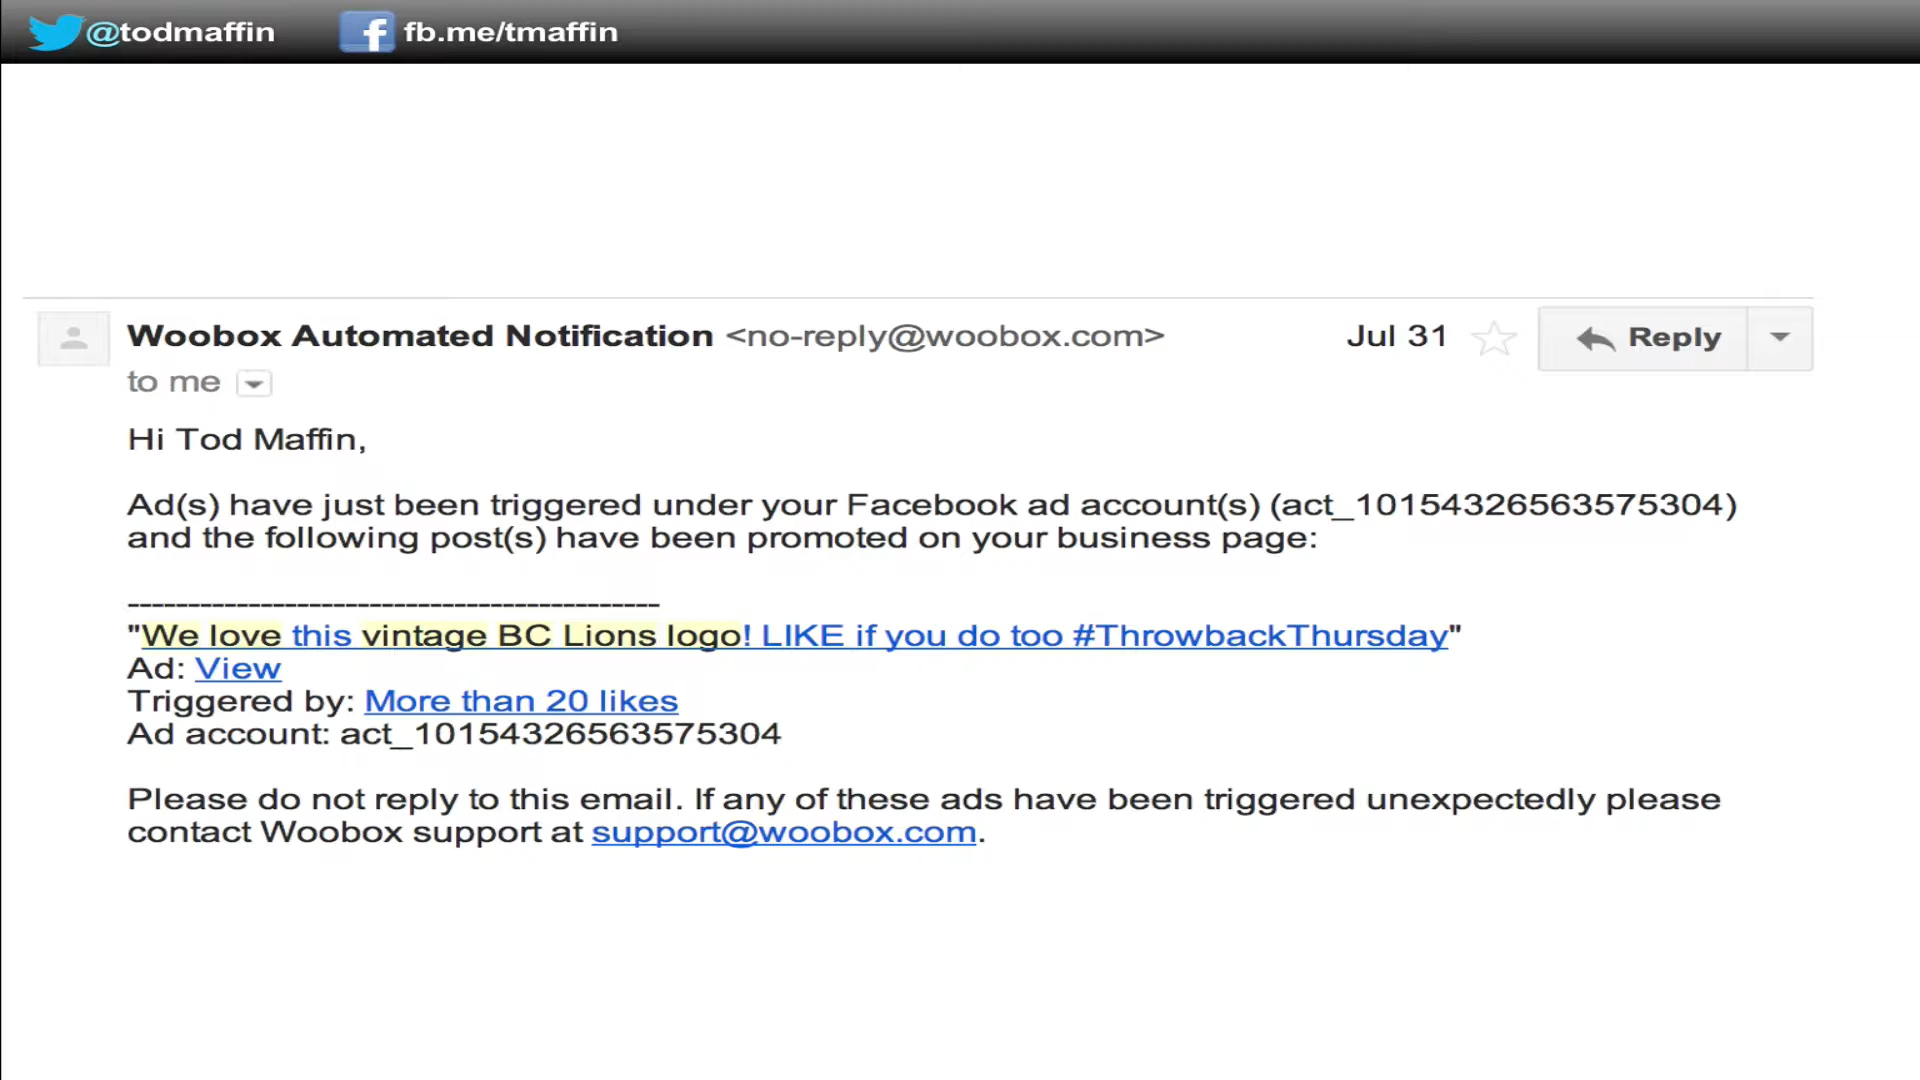 @todmaffin fb.me/tmaffin
Woobox Automated Notification <no-reply@woobox.com> Jul 31 Reply
to me
Hi Tod Maffin,
Ad(s) have just been triggered under your Facebook ad account(s) (act_10154326563575304)
and the following post(s) have been promoted on your business page:
--------------------------------------------
"We love this vintage BC Lions logo! LIKE if you do too #ThrowbackThursday"
Ad: View
Triggered by: More than 20 likes
Ad account: act_10154326563575304
Please do not reply to this email. If any of these ads have been triggered unexpectedly please
contact Woobox support at support@woobox.com.